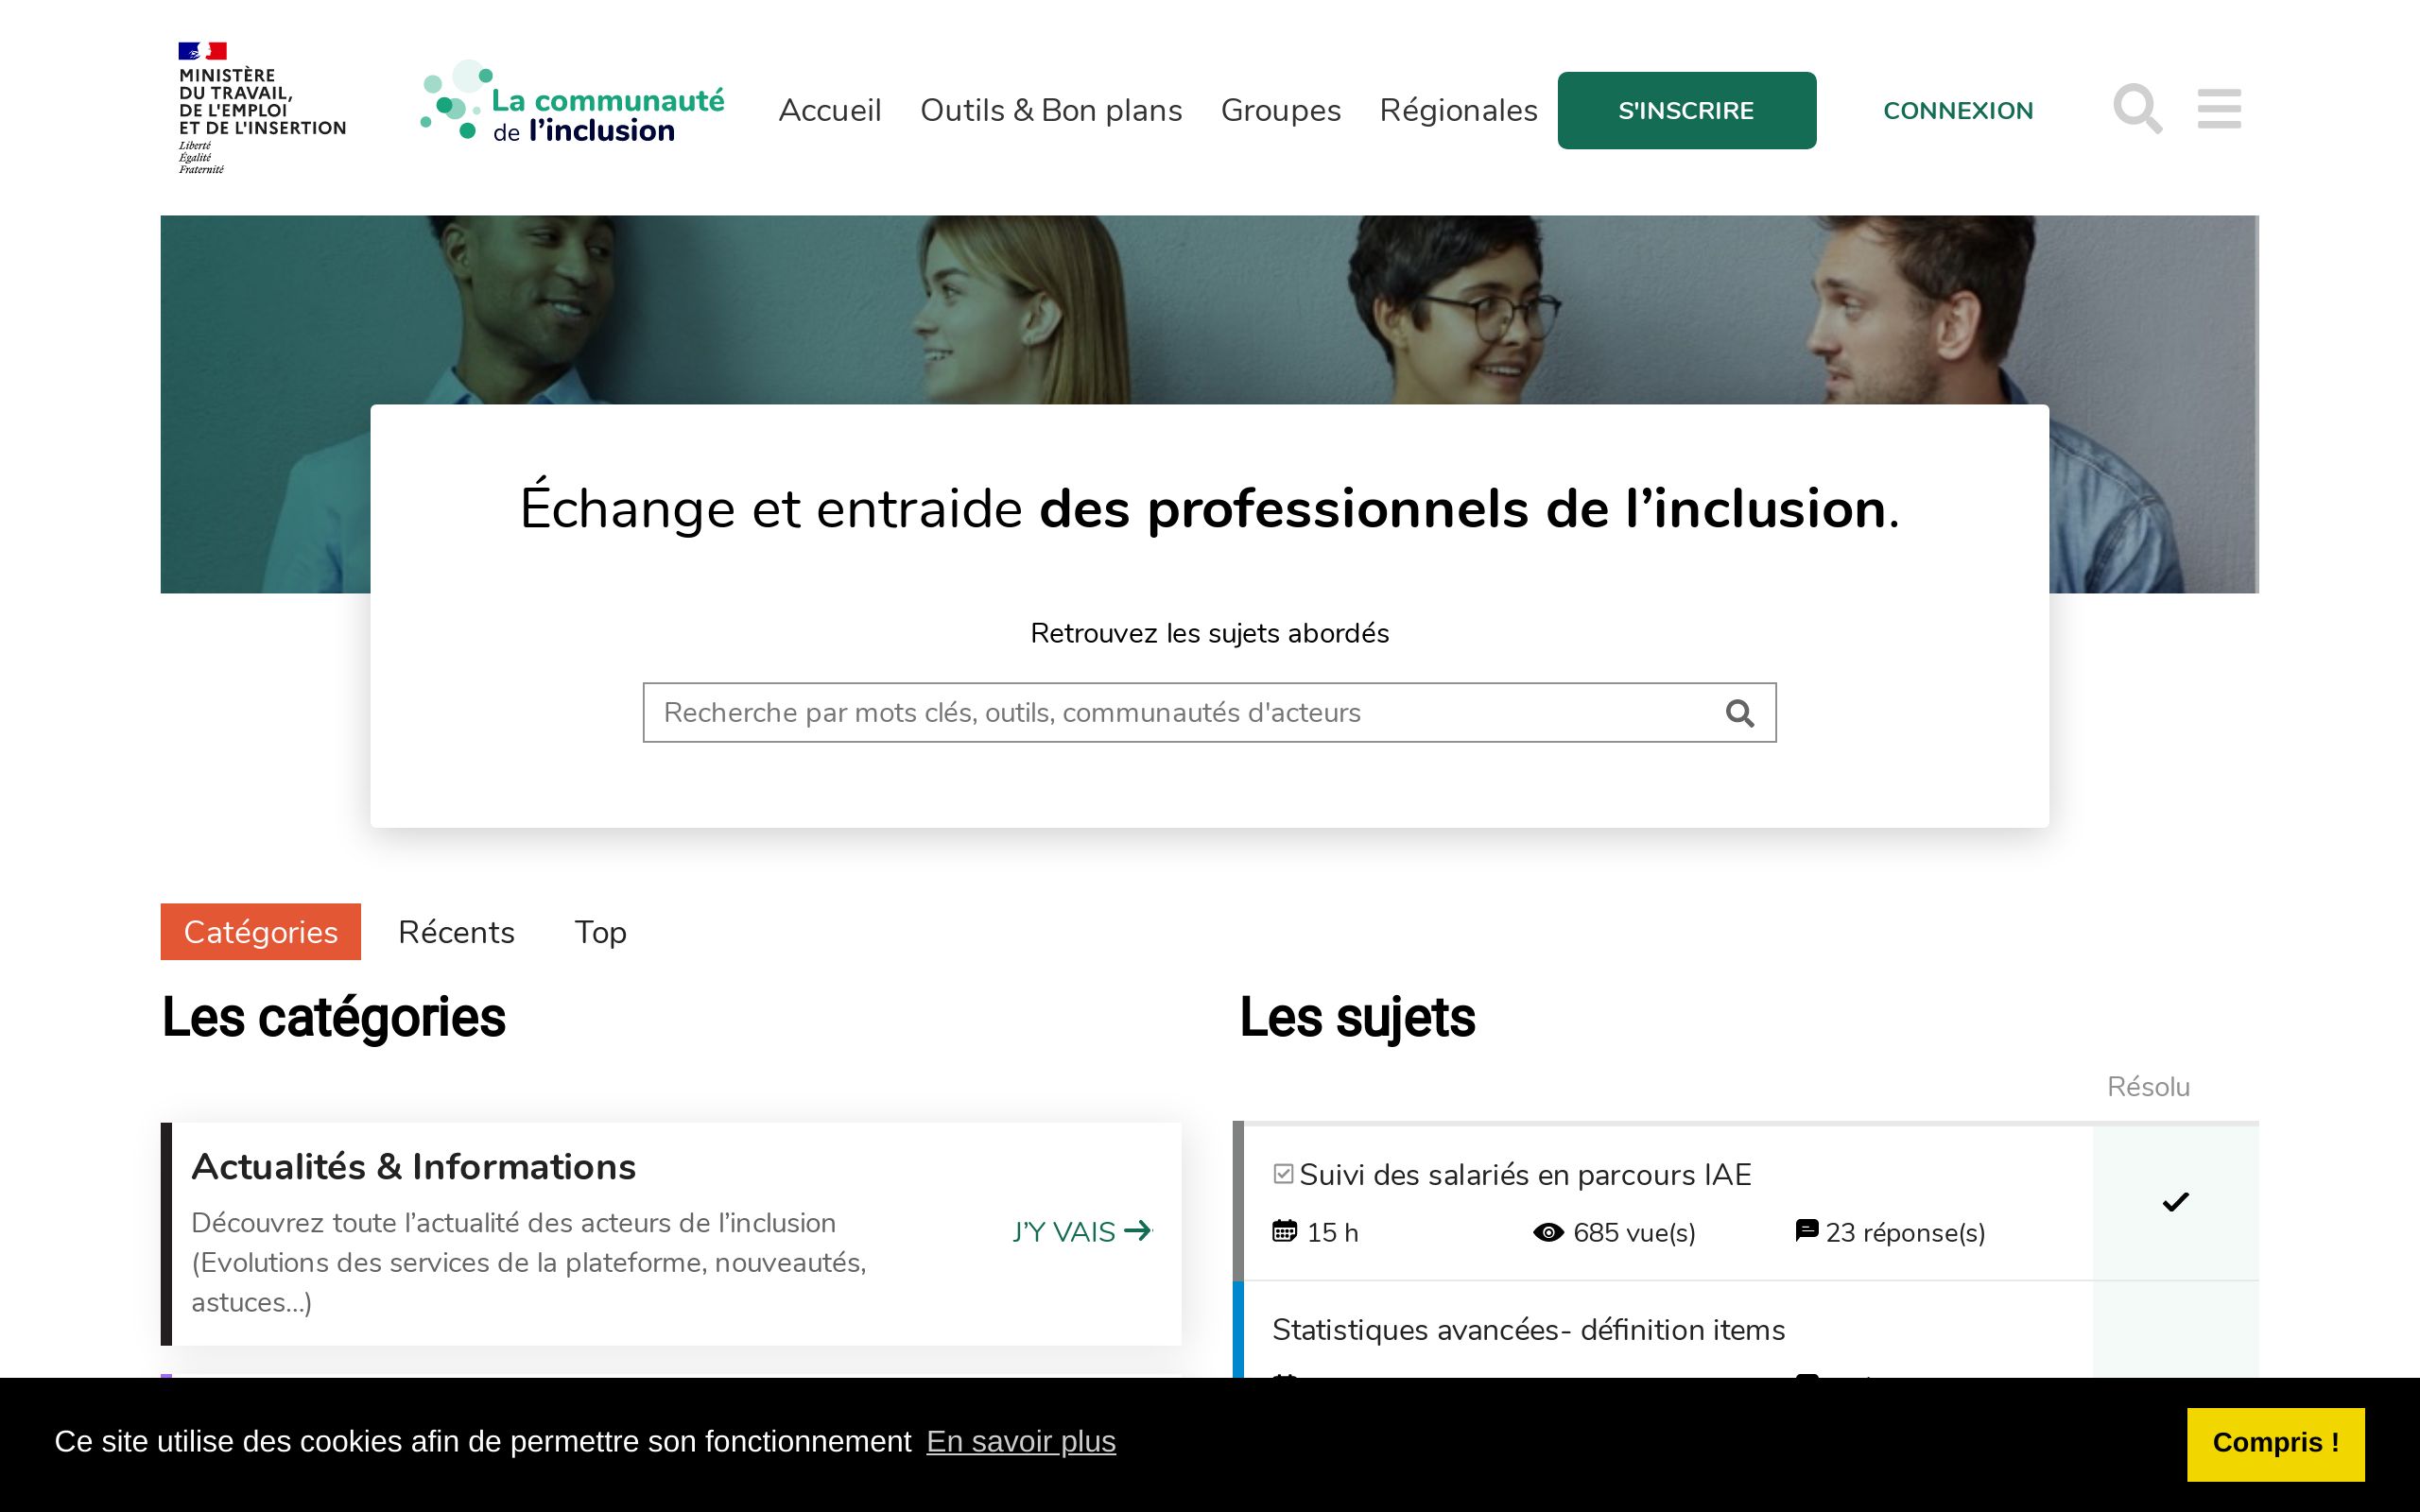 MINISTÈRE
DU TRAVAIL,
DE L'EMPLOI
ET DE L'INSERTION
Liberté
Égalité
Fraternité
La communauté
de l’inclusion
Accueil
Outils & Bon plans
Groupes
Régionales
S'INSCRIRE
CONNEXION
Échange et entraide des professionnels de l’inclusion.
Retrouvez les sujets abordés
Recherche par mots clés, outils, communautés d'acteurs
Catégories
Récents
Top
Les catégories
Actualités & Informations
Découvrez toute l’actualité des acteurs de l’inclusion
(Evolutions des services de la plateforme, nouveautés,
astuces...)
J’Y VAIS
Les sujets
Résolu
Suivi des salariés en parcours IAE
15 h
685 vue(s)
23 réponse(s)
Statistiques avancées- définition items
Ce site utilise des cookies afin de permettre son fonctionnement En savoir plus
Compris !